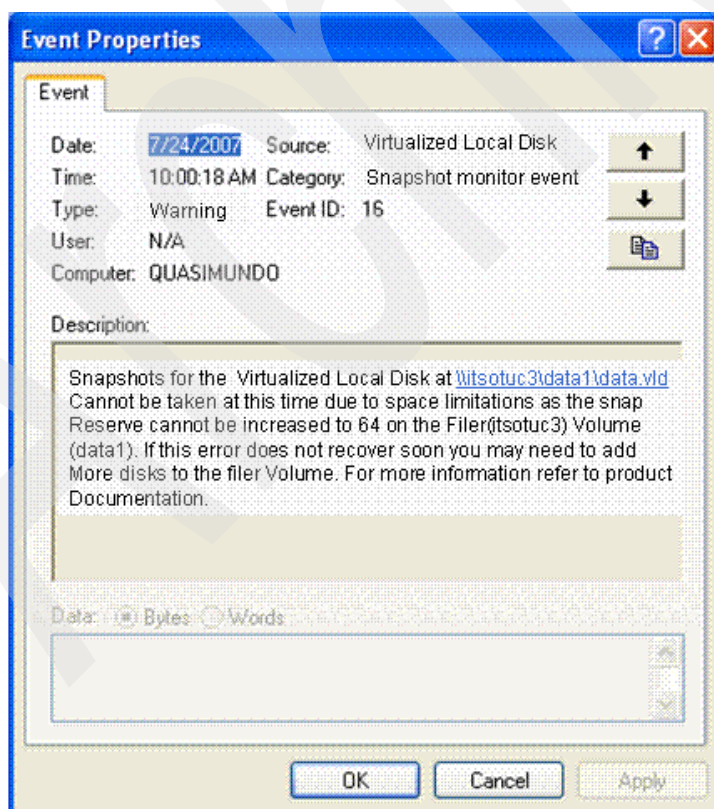 Event Properties
Event
Date: 7/24/2007 Source: Virtualized Local Disk
Time: 10:00:18 AM Category: Snapshot monitor event
Type: Warning Event ID: 16
User: N/A
Computer: QUASIMUNDO
Description:
Snapshots for the Virtualized Local Disk at \\itsotuc3\data1\data.vld
Cannot be taken at this time due to space limitations as the snap
Reserve cannot be increased to 64 on the Filer(itsotuc3) Volume
(data1). If this error does not recover soon you may need to add
More disks to the filer Volume. For more information refer to product
Documentation.
Data: Bytes Words
OK Cancel Apply